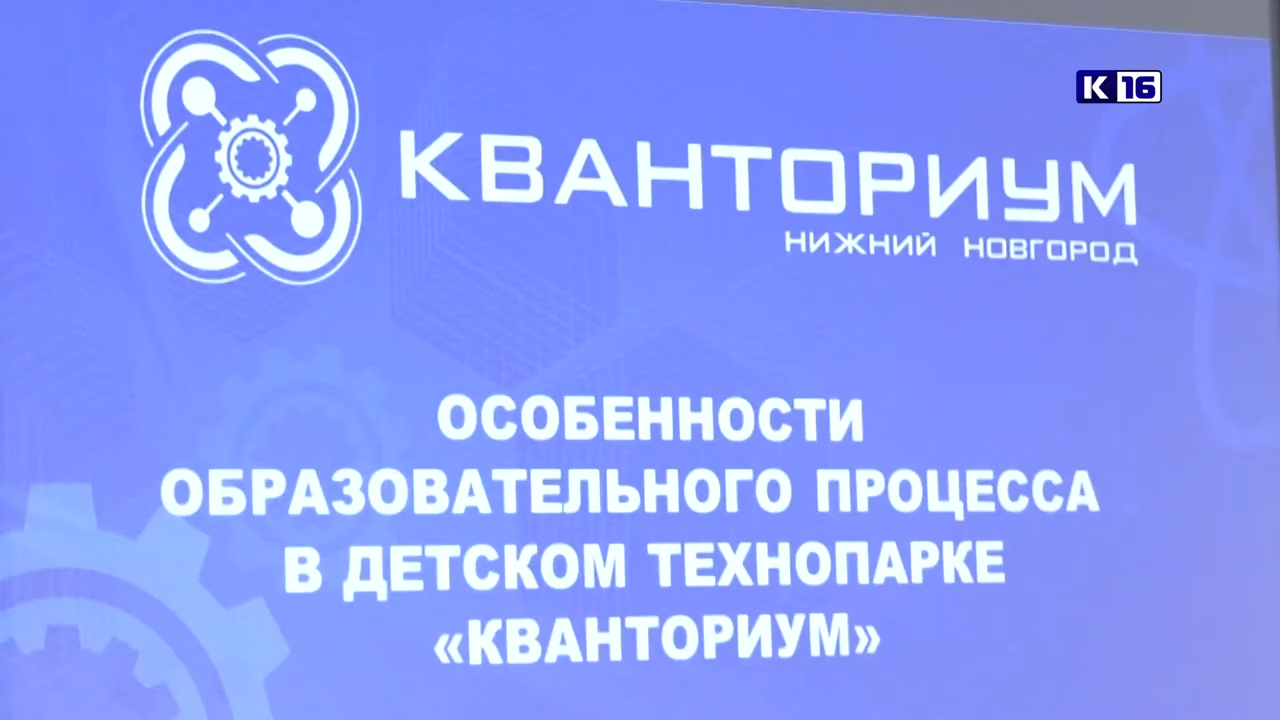 К 16
КВАНТОРИУМ
НИЖНИЙ НОВГОРОД
ОСОБЕННОСТИ
ОБРАЗОВАТЕЛЬНОГО ПРОЦЕССА
В ДЕТСКОМ ТЕХНОПАРКЕ
«КВАНТОРИУМ»